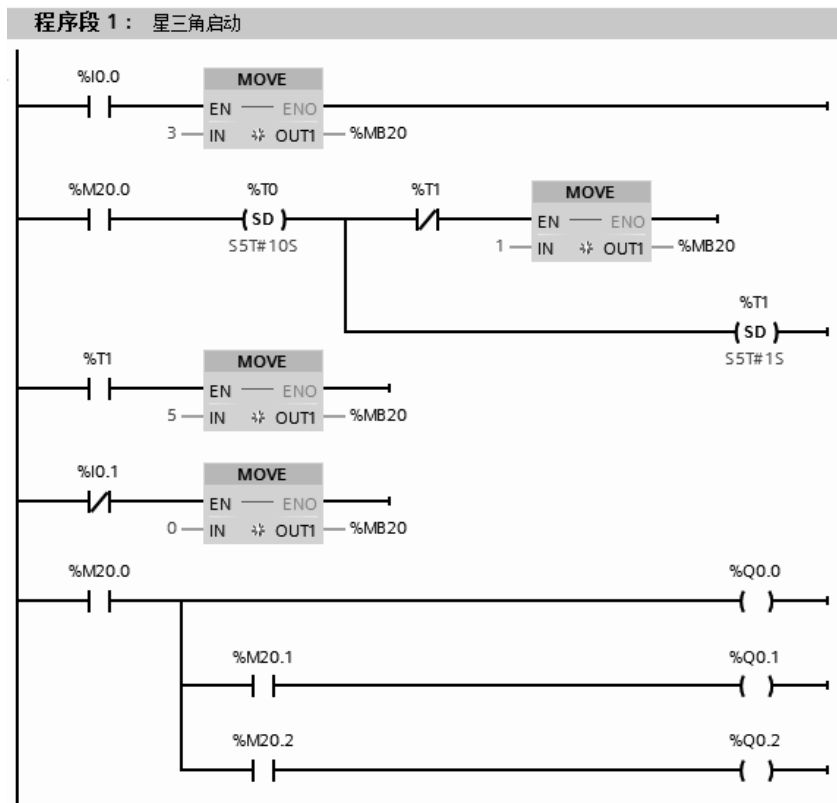 程序段 1： 星三角启动
%I0.0
MOVE
EN ENO
3 IN OUT1 %MB20
%M20.0 %T0 %T1
SD
S5T#10S
MOVE
EN ENO
1 IN OUT1 %MB20
%T1
SD
S5T#1S
%T1
MOVE
EN ENO
5 IN OUT1 %MB20
%I0.1
MOVE
EN ENO
0 IN OUT1 %MB20
%M20.0 %Q0.0
%M20.1 %Q0.1
%M20.2 %Q0.2